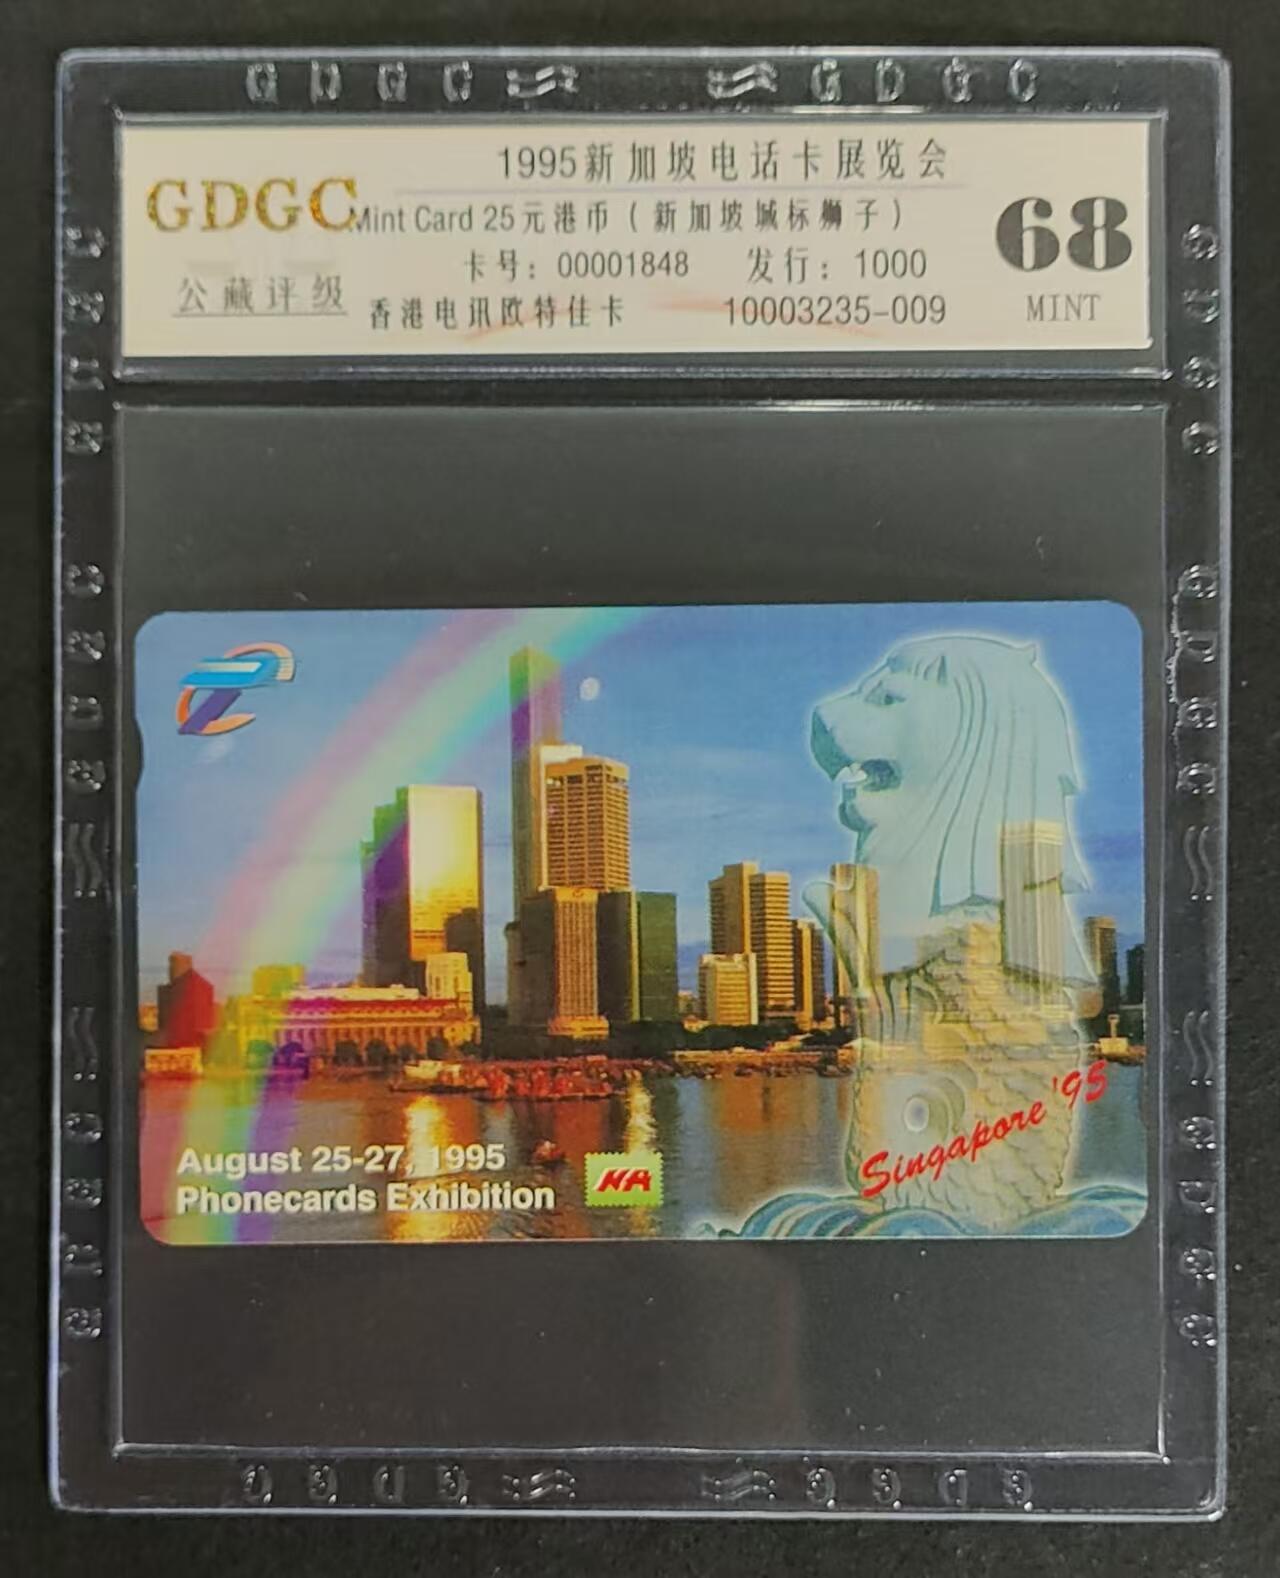 GDGC GDGC
1995新加坡电话卡展览会
GDGC
Mint Card 25元港币(新加坡城标狮子)
68
卡号:00001848 发行:1000
公藏评级
香港电讯欧特佳卡 10003235-009
MINT
Singapore '95
August 25-27, 1995
Phonecards Exhibition
HA